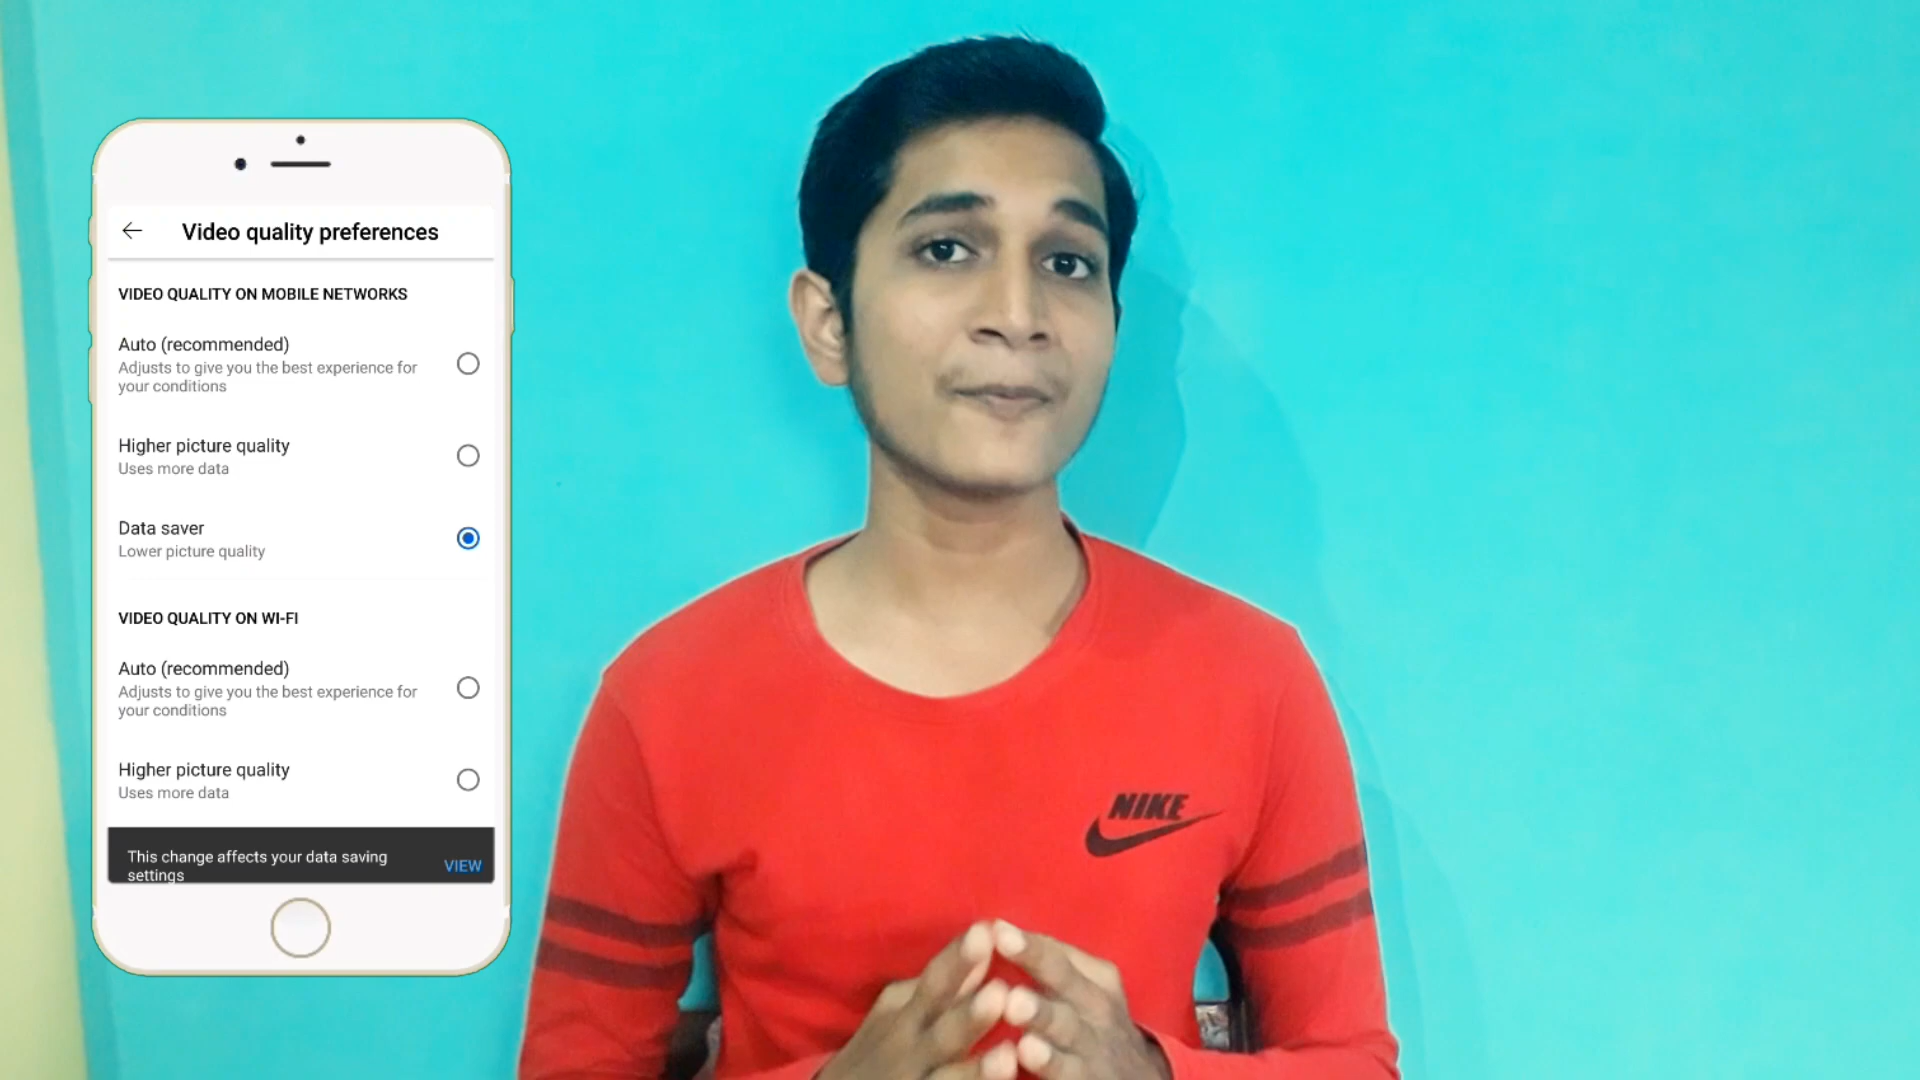 Video quality preferences
VIDEO QUALITY ON MOBILE NETWORKS
Auto (recommended)
Adjusts to give you the best experience for
your conditions
Higher picture quality
Uses more data
Data saver
Lower picture quality
VIDEO QUALITY ON WI-FI
Auto (recommended)
Adjusts to give you the best experience for
your conditions
Higher picture quality
Uses more data
This change affects your data saving
settings
VIEW
NIKE